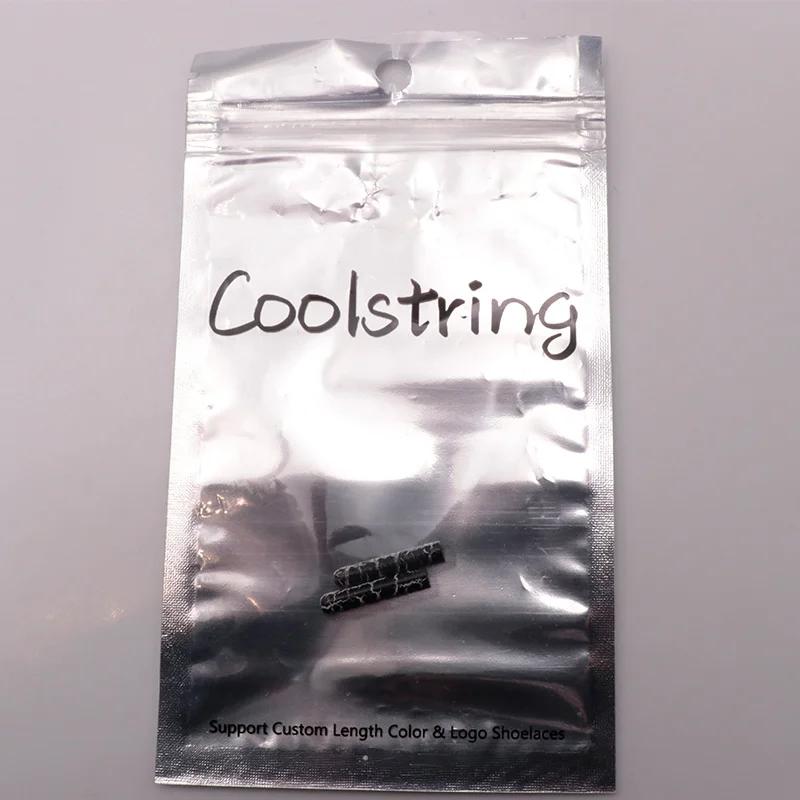 Coolstring
Support Custom Length Color & Logo Shoelaces